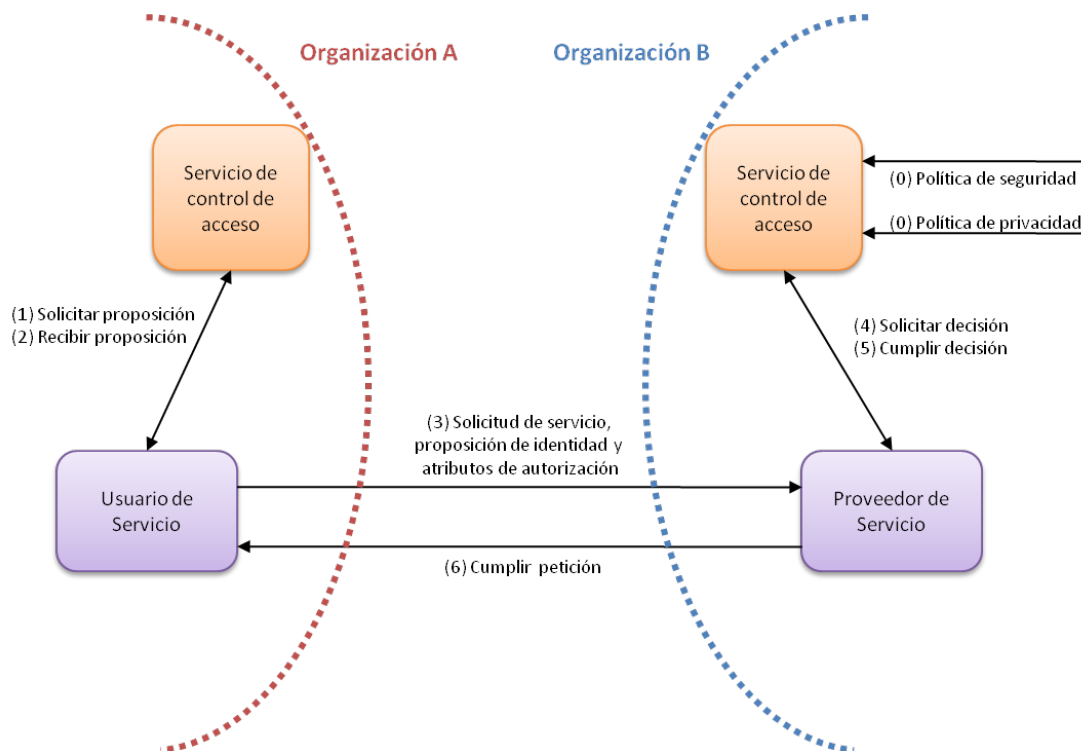 Organización A
Organización B
Servicio de
control de
acceso
Servicio de
control de
acceso
(0) Política de seguridad
(0) Política de privacidad
(1) Solicitar proposición
(2) Recibir proposición
(4) Solicitar decisión
(5) Cumplir decisión
(3) Solicitud de servicio,
proposición de identidad y
atributos de autorización
Usuario de
Servicio
Proveedor de
Servicio
(6) Cumplir petición